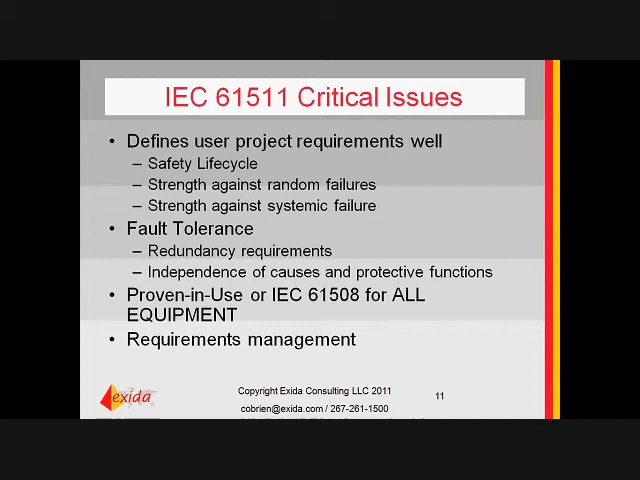 IEC 61511 Critical Issues
• Defines user project requirements well
– Safety Lifecycle
– Strength against random failures
– Strength against systemic failure
• Fault Tolerance
– Redundancy requirements
– Independence of causes and protective functions
• Proven-in-Use or IEC 61508 for ALL
EQUIPMENT
• Requirements management
exida
Copyright Exida Consulting LLC 2011
cobrien@exida.com / 267-261-1500
11